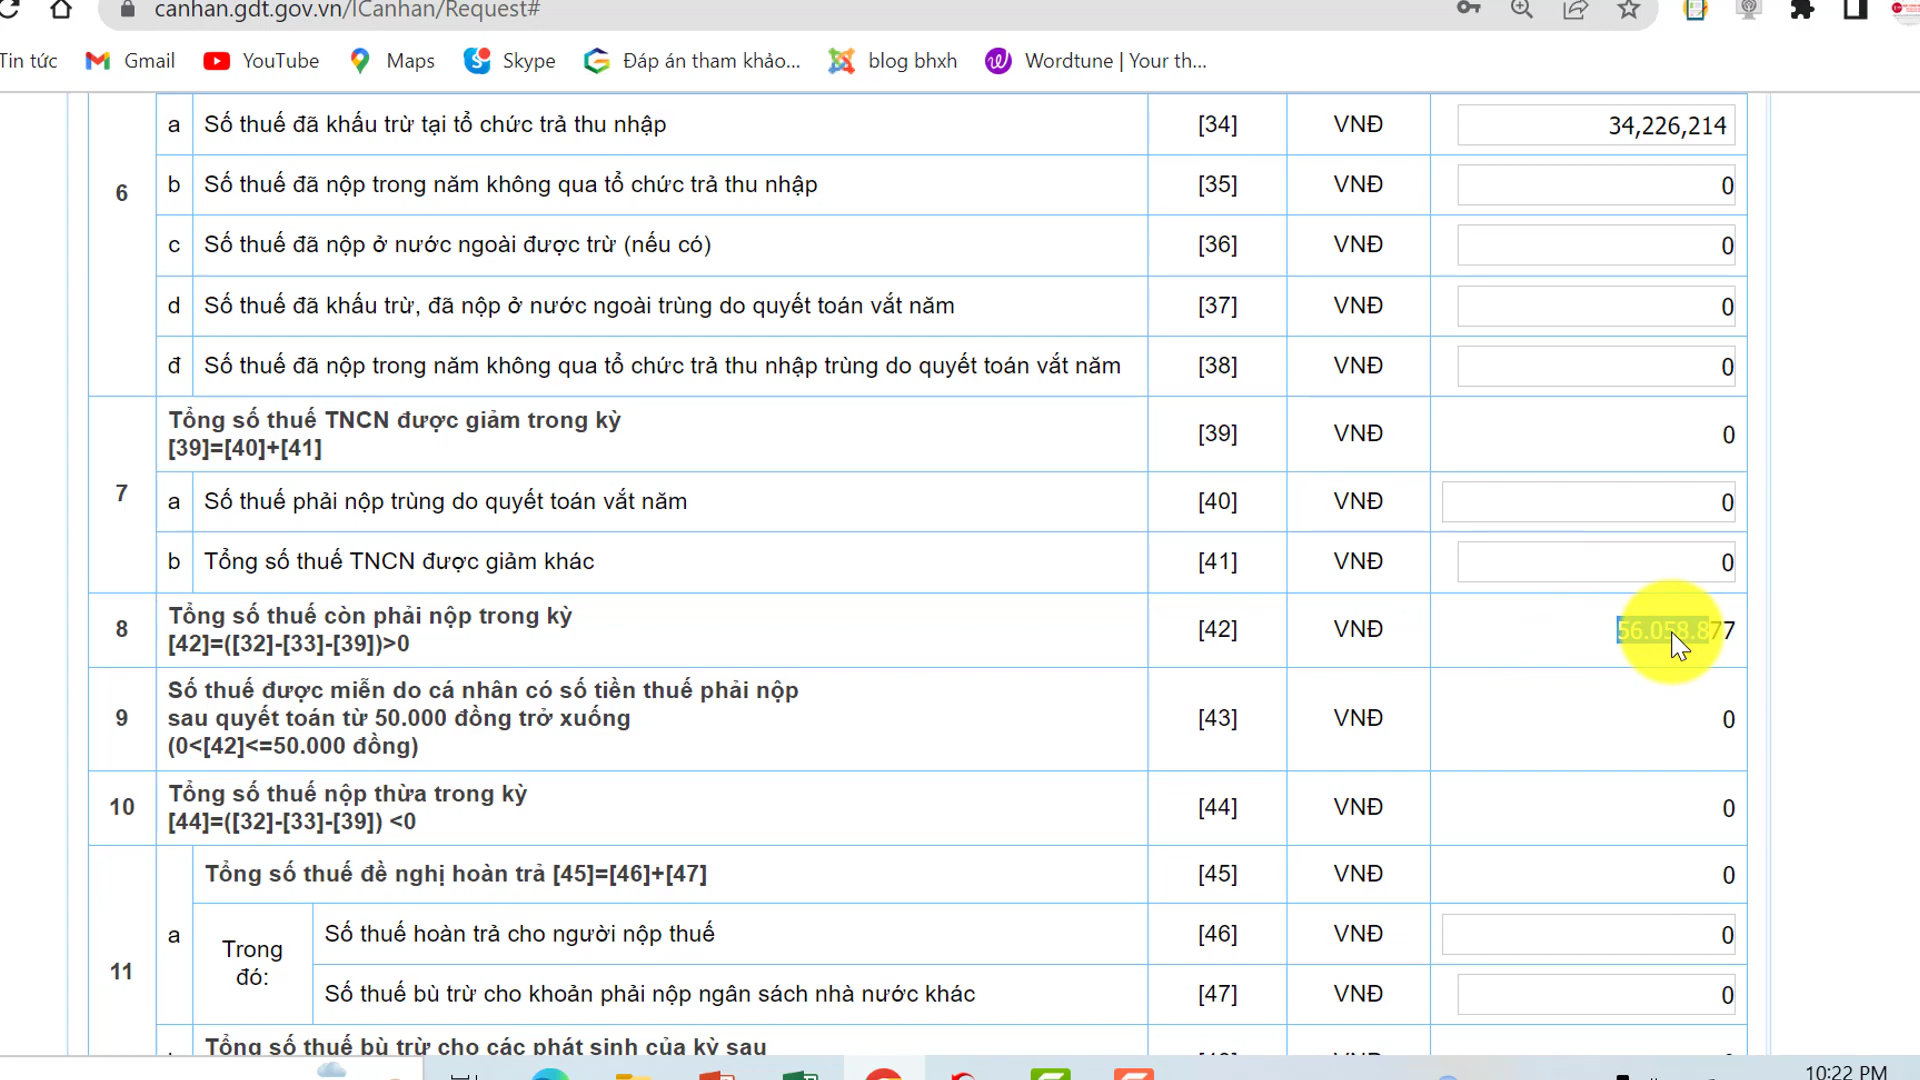 canhan.gdt.gov.vn/ICanhan/Request#
Tin tức Gmail YouTube Maps Skype Đáp án tham khảo... blog bhxh Wordtune | Your th...
6
a Số thuế đã khấu trừ tại tổ chức trả thu nhập [34] VNĐ 34,226,214
b Số thuế đã nộp trong năm không qua tổ chức trả thu nhập [35] VNĐ 0
c Số thuế đã nộp ở nước ngoài được trừ (nếu có) [36] VNĐ 0
d Số thuế đã khấu trừ, đã nộp ở nước ngoài trùng do quyết toán vắt năm [37] VNĐ 0
đ Số thuế đã nộp trong năm không qua tổ chức trả thu nhập trùng do quyết toán vắt năm [38] VNĐ 0
7
Tổng số thuế TNCN được giảm trong kỳ
[39]=[40]+[41] [39] VNĐ 0
a Số thuế phải nộp trùng do quyết toán vắt năm [40] VNĐ 0
b Tổng số thuế TNCN được giảm khác [41] VNĐ 0
8 Tổng số thuế còn phải nộp trong kỳ
[42]=([32]-[33]-[39])>0 [42] VNĐ 56.058.877
9 Số thuế được miễn do cá nhân có số tiền thuế phải nộp
sau quyết toán từ 50.000 đồng trở xuống
(0<[42]<=50.000 đồng) [43] VNĐ 0
10 Tổng số thuế nộp thừa trong kỳ
[44]=([32]-[33]-[39]) <0 [44] VNĐ 0
11
a Tổng số thuế đề nghị hoàn trả [45]=[46]+[47] [45] VNĐ 0
Trong
đó:
Số thuế hoàn trả cho người nộp thuế [46] VNĐ 0
Số thuế bù trừ cho khoản phải nộp ngân sách nhà nước khác [47] VNĐ 0
Tổng số thuế bù trừ cho các phát sinh của kỳ sau
10:22 PM